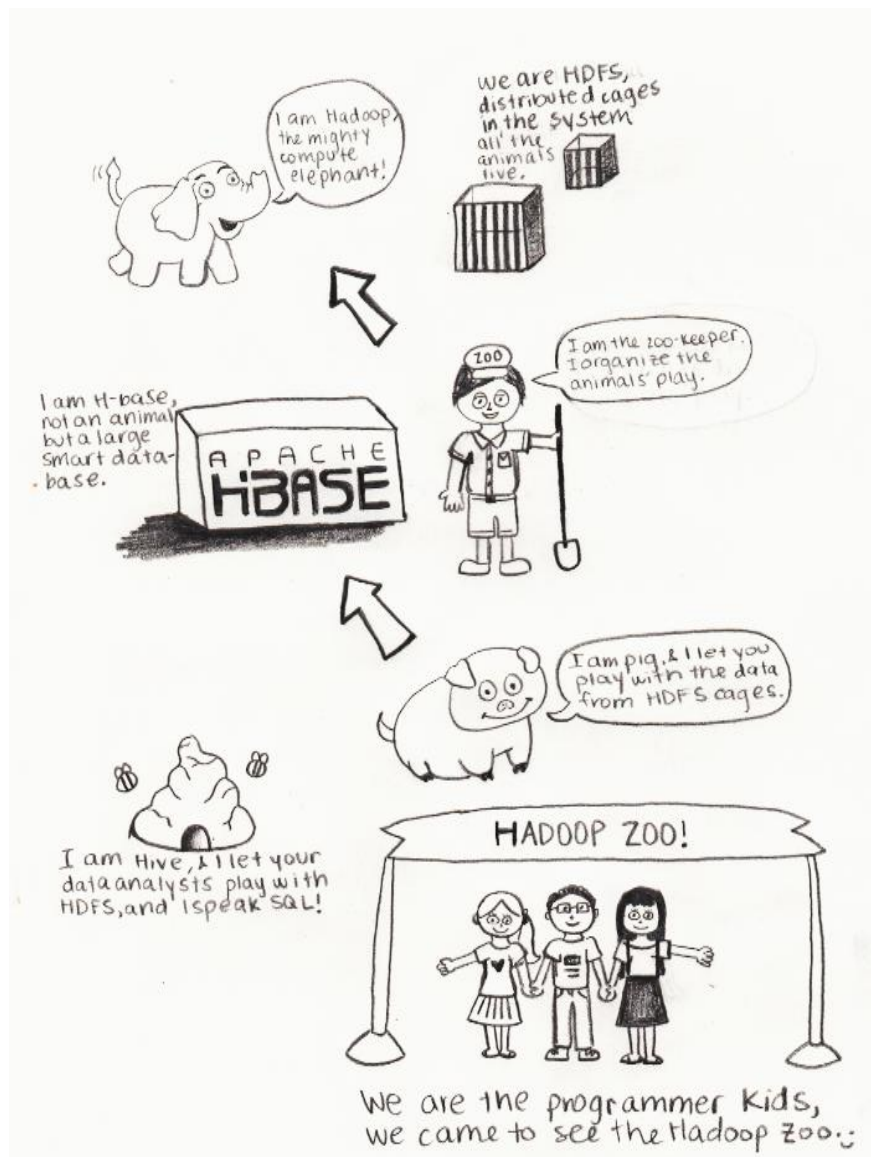 I am Hadoop,
the mighty
compute
elephant!
We are HDFS,
distributed cages
in the system
all the
animals
live.
I am H-base,
not an animal
but a large
smart data-
base.
APACHE
HBASE
ZOO
I am the zoo-keeper.
I organize the
animals' play.
I am pig, & I let you
play with the data
from HDFS cages.
I am Hive, & I let your
data analysts play with
HDFS, and I speak SQL!
HADOOP ZOO!
We are the programmer Kids,
we came to see the Hadoop Zoo.